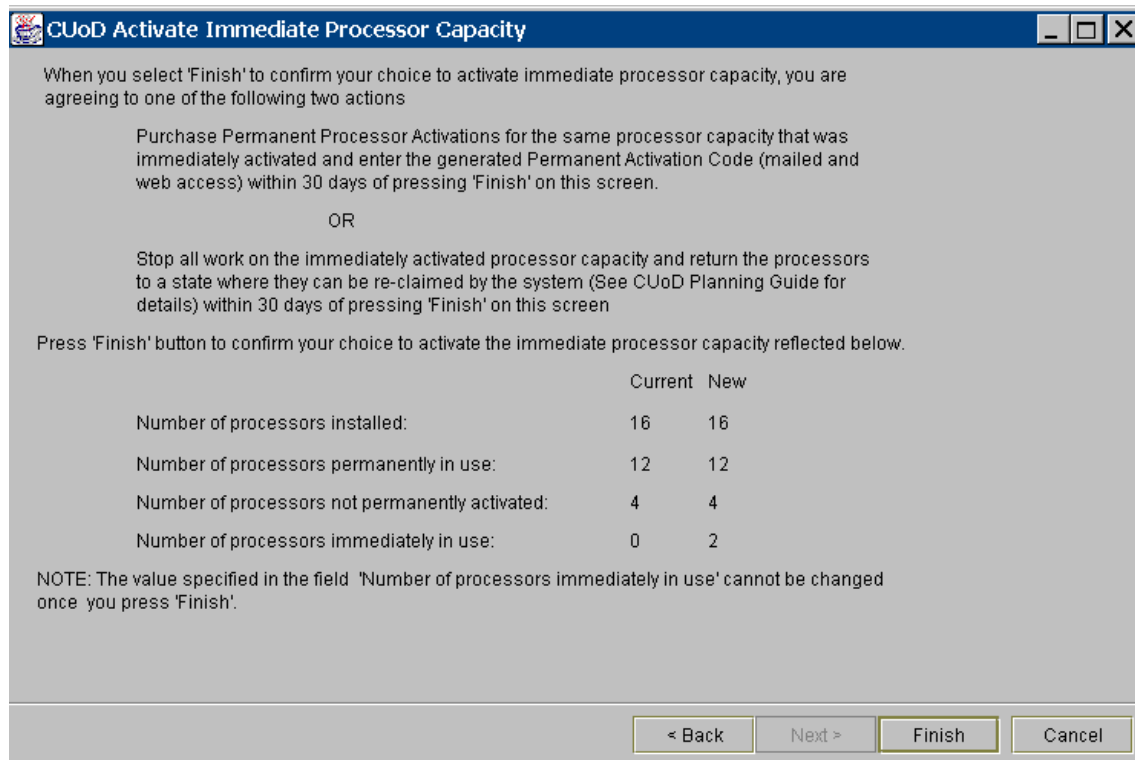 CUoD Activate Immediate Processor Capacity
When you select 'Finish' to confirm your choice to activate immediate processor capacity, you are
agreeing to one of the following two actions
Purchase Permanent Processor Activations for the same processor capacity that was
immediately activated and enter the generated Permanent Activation Code (mailed and
web access) within 30 days of pressing 'Finish' on this screen.
OR
Stop all work on the immediately activated processor capacity and return the processors
to a state where they can be re-claimed by the system (See CUoD Planning Guide for
details) within 30 days of pressing 'Finish' on this screen
Press 'Finish' button to confirm your choice to activate the immediate processor capacity reflected below.
Current New
Number of processors installed: 16 16
Number of processors permanently in use: 12 12
Number of processors not permanently activated: 4 4
Number of processors immediately in use: 0 2
NOTE: The value specified in the field 'Number of processors immediately in use' cannot be changed
once you press 'Finish'.
< Back Next > Finish Cancel